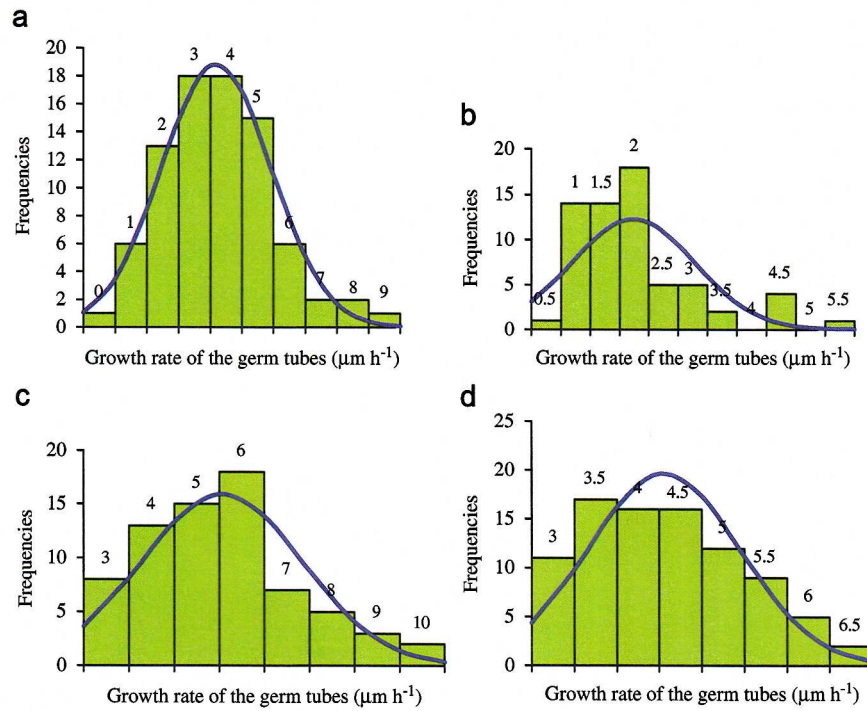 a
20
18
16
14
12
10
8
6
4
2
0
Frequencies
0 1 2 3 4 5 6 7 8 9
Growth rate of the germ tubes (μm h-1)
b
20
15
10
5
0
Frequencies
0.5 1 1.5 2 2.5 3 3.5 4 4.5 5 5.5
Growth rate of the germ tubes (μm h-1)
c
20
15
10
5
0
Frequencies
3 4 5 6 7 8 9 10
Growth rate of the germ tubes (μm h-1)
d
25
20
15
10
5
0
Frequencies
3 3.5 4 4.5 5 5.5 6 6.5
Growth rate of the germ tubes (μm h-1)